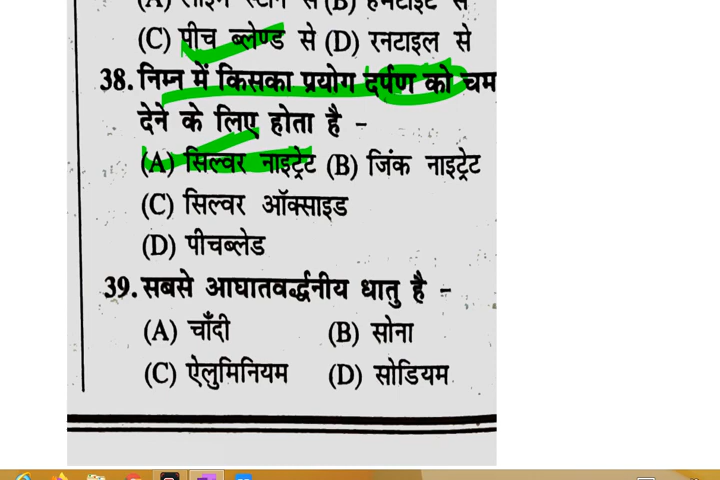 (C) पीच ब्लेण्ड से (D) रनटाइल से
38. निम्न में किसका प्रयोग दर्पण को चम
देने के लिए होता है -
(A) सिल्वर नाइट्रेट (B) जिंक नाइट्रेट
(C) सिल्वर ऑक्साइड
(D) पीचब्लेड
39. सबसे आघातवर्द्धनीय धातु है -
(A) चाँदी (B) सोना
(C) ऐलुमिनियम (D) सोडियम